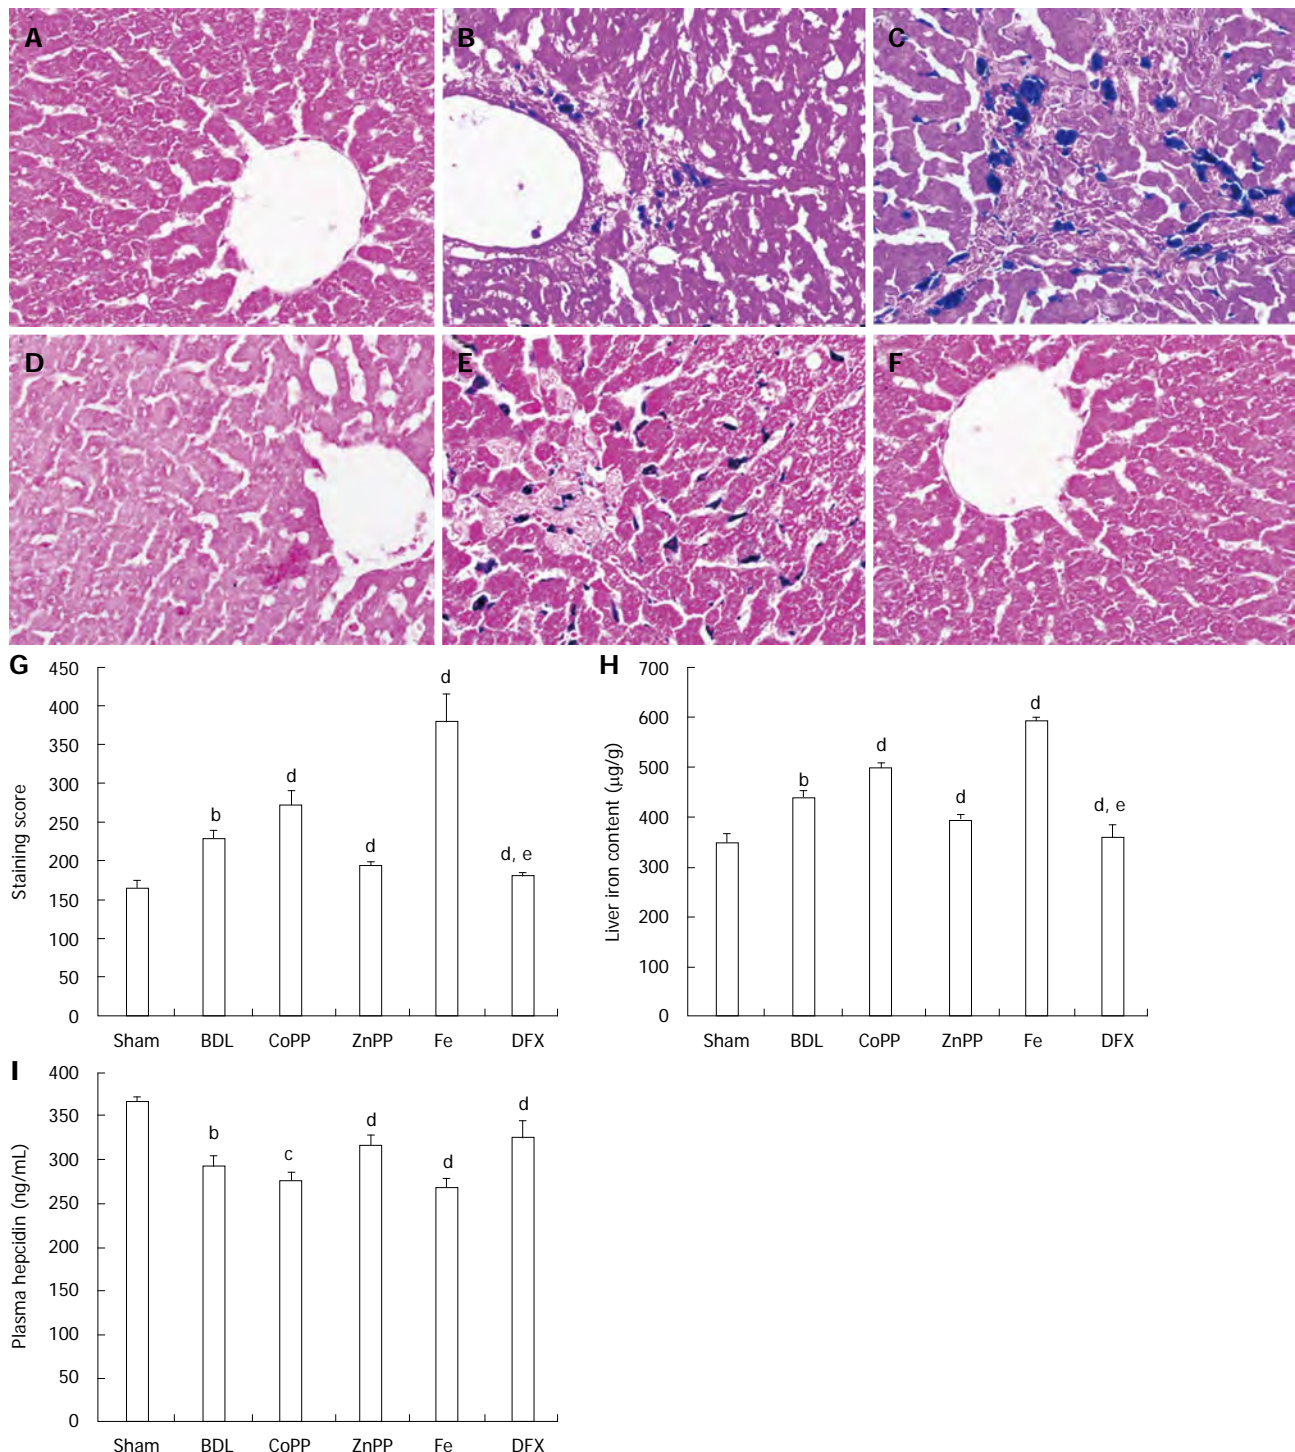 A B C
D E F
G
450
400
350
300
250
200
150
100
50
0
Staining score
b
d
d
d
d, e
Sham BDL CoPP ZnPP Fe DFX
H
700
600
500
400
300
200
100
0
Liver iron content (μg/g)
b
d
d
d
d, e
Sham BDL CoPP ZnPP Fe DFX
I
400
350
300
250
200
150
100
50
0
Plasma hepcidin (ng/mL)
b
c
d
d
d
Sham BDL CoPP ZnPP Fe DFX